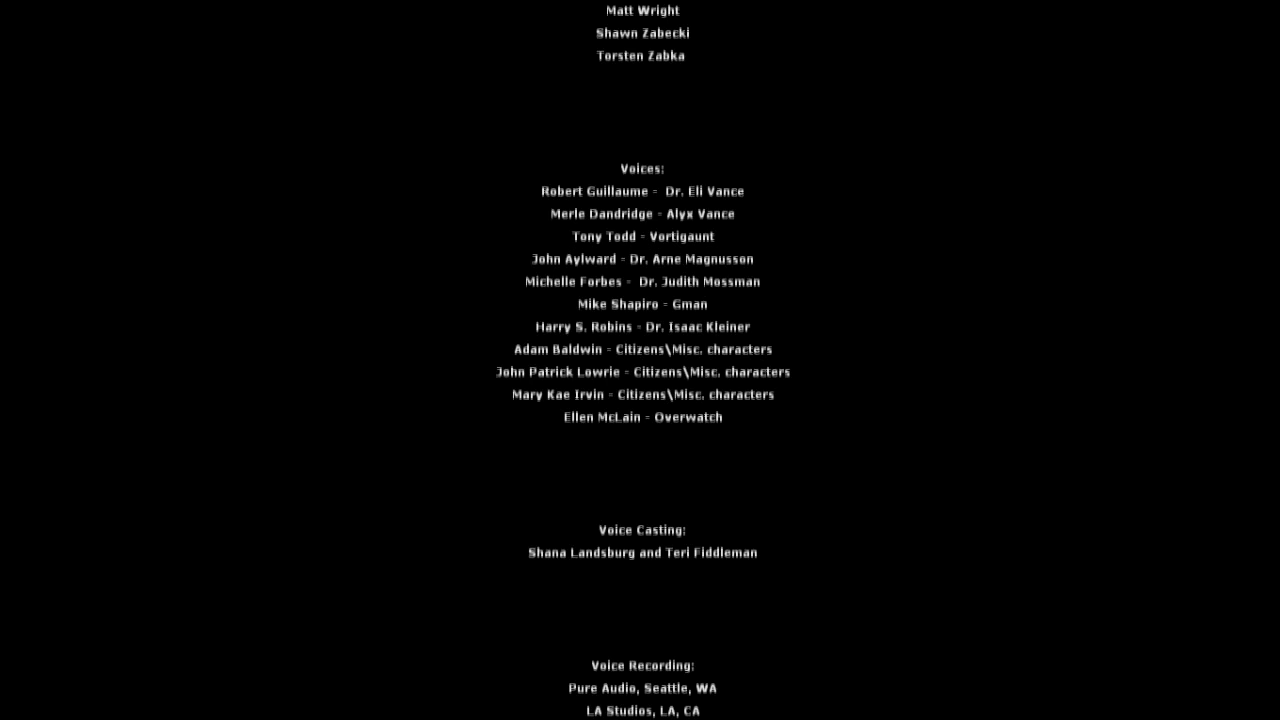 Matt Wright
Shawn Zabecki
Torsten Zabka
Voices:
Robert Guillaume - Dr. Eli Vance
Merle Dandridge - Alyx Vance
Tony Todd - Vortigaunt
John Aylward - Dr. Arne Magnusson
Michelle Forbes - Dr. Judith Mossman
Mike Shapiro - Gman
Harry S. Robins - Dr. Isaac Kleiner
Adam Baldwin - Citizens\Misc. characters
John Patrick Lowrie - Citizens\Misc. characters
Mary Kae Irvin - Citizens\Misc. characters
Ellen McLain - Overwatch
Voice Casting:
Shana Landsburg and Teri Fiddleman
Voice Recording:
Pure Audio, Seattle, WA
LA Studios, LA, CA